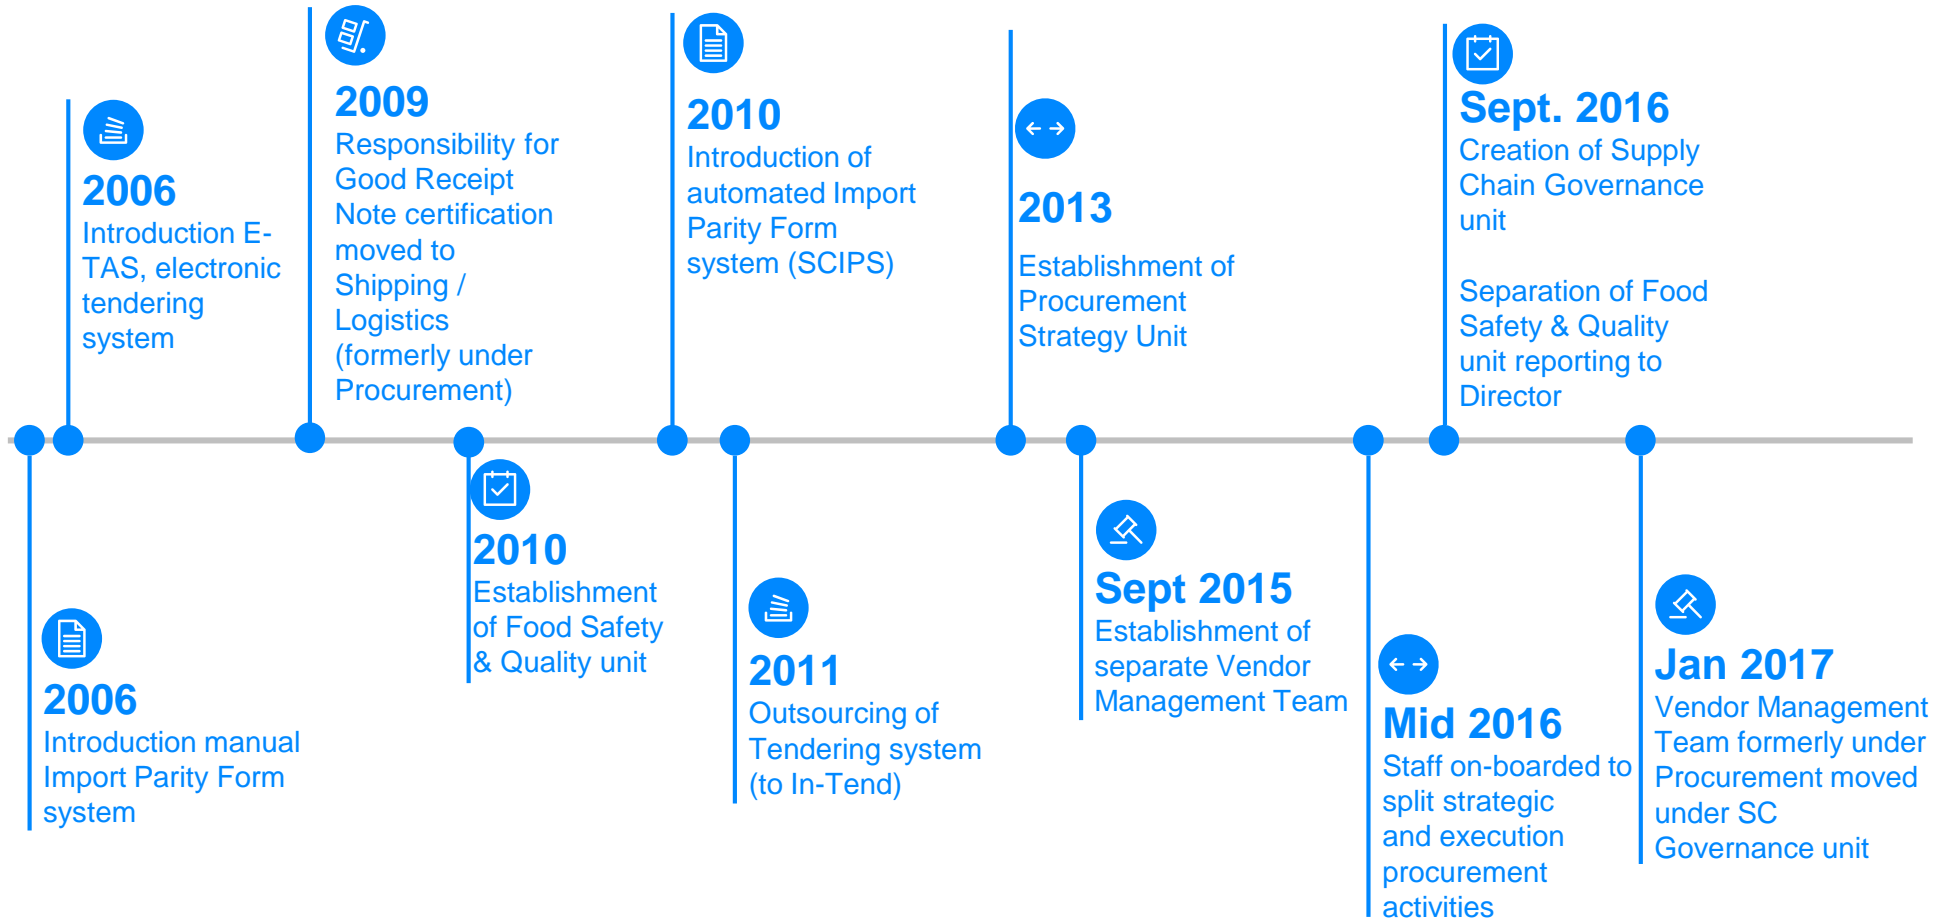 2006
Introduction E-
TAS, electronic
tendering
system
2009
Responsibility for
Good Receipt
Note certification
moved to
Shipping /
Logistics
(formerly under
Procurement)
2010
Introduction of
automated Import
Parity Form
system (SCIPS)
2013
Establishment of
Procurement
Strategy Unit
Sept. 2016
Creation of Supply
Chain Governance
unit
Separation of Food
Safety & Quality
unit reporting to
Director
2006
Introduction manual
Import Parity Form
system
2010
Establishment
of Food Safety
& Quality unit
2011
Outsourcing of
Tendering system
(to In-Tend)
Sept 2015
Establishment of
separate Vendor
Management Team
Mid 2016
Staff on-boarded to
split strategic
and execution
procurement
activities
Jan 2017
Vendor Management
Team formerly under
Procurement moved
under SC
Governance unit